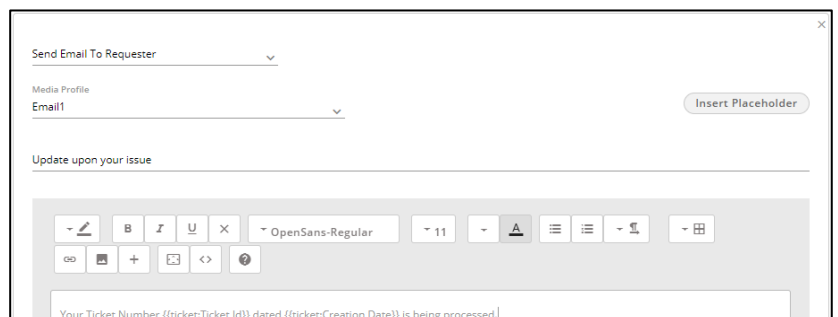 Send Email To Requester
Media Profile
Email1
Insert Placeholder
Update upon your issue
B I U
OpenSans-Regular
11
A
Your Ticket Number {{ticket:Ticket Id}} dated {{ticket:Creation Date}} is being processed.